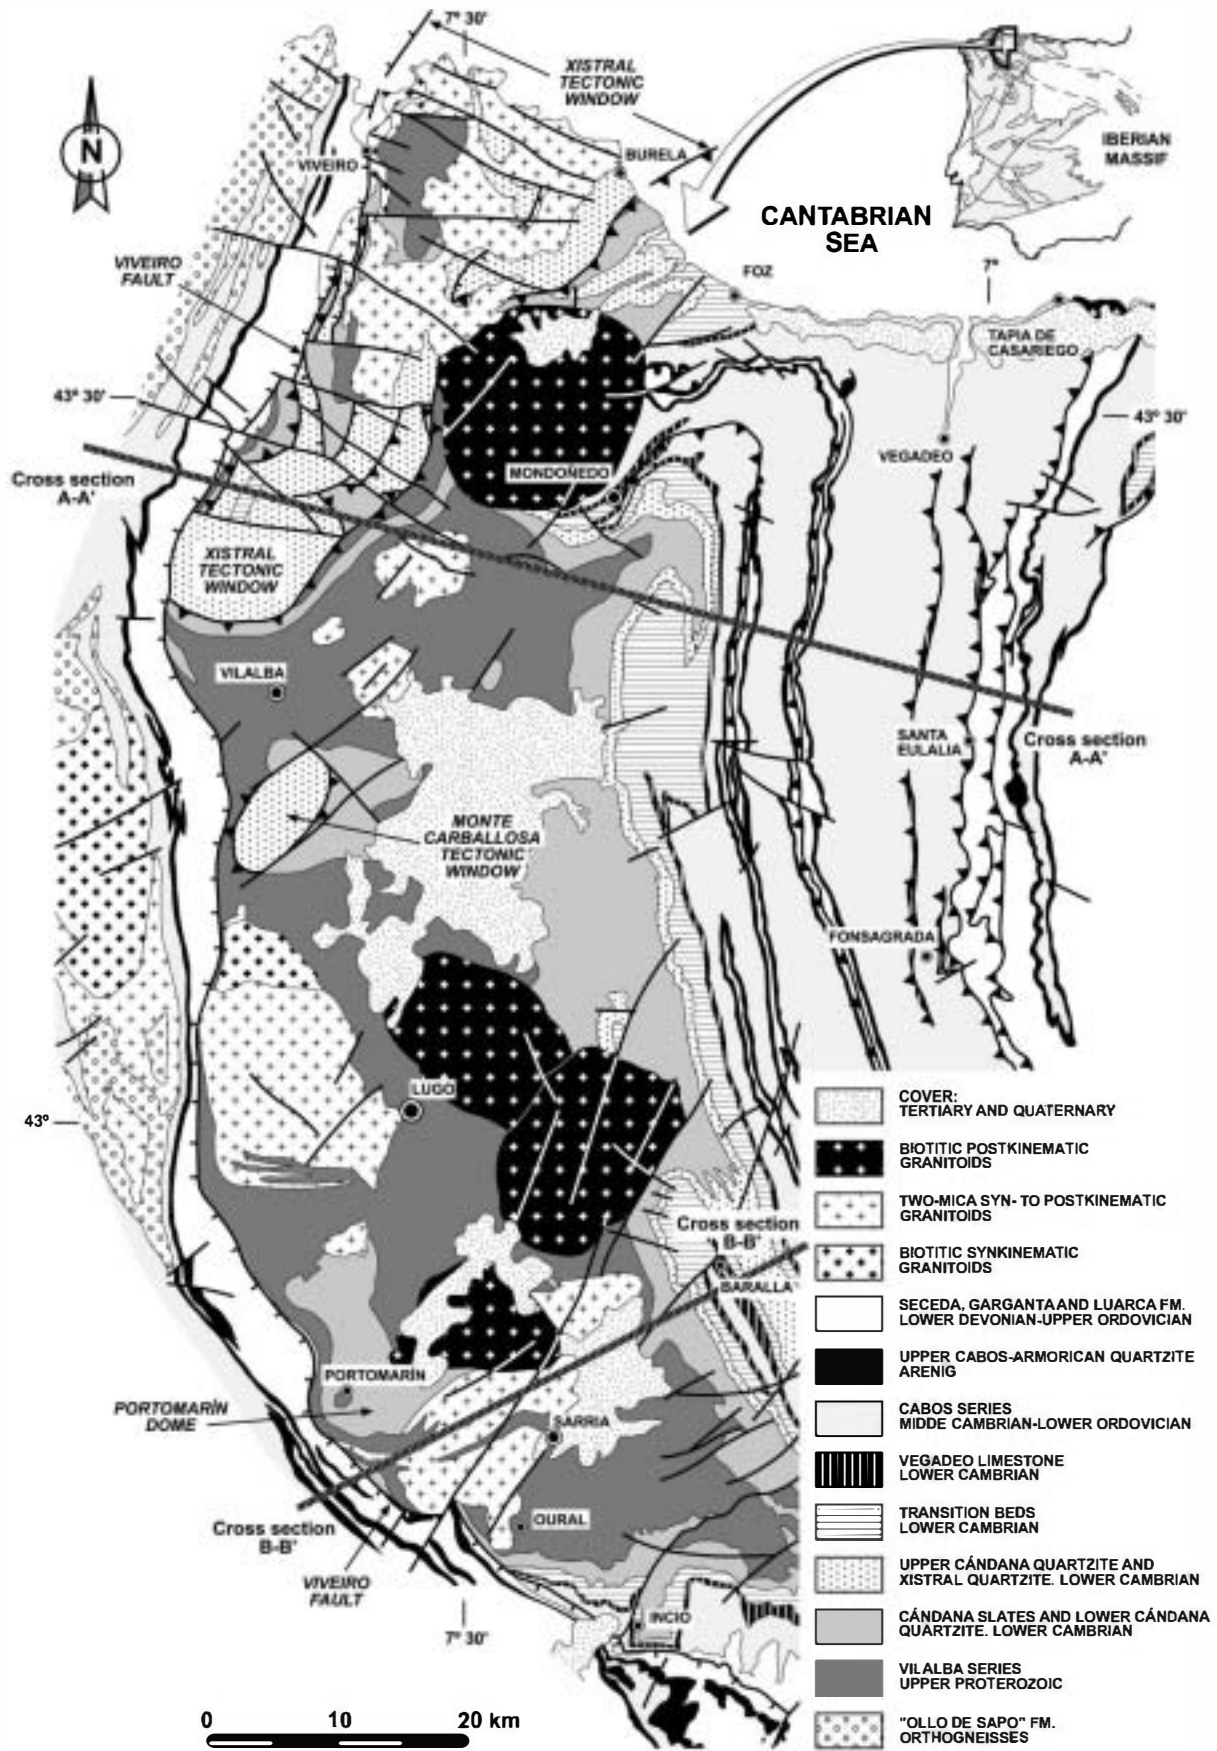 7º 30'
XISTRAL
TECTONIC
WINDOW
N
VIVEIRO
BURELA
IBERIAN
MASSIF
CANTABRIAN
SEA
VIVEIRO
FAULT
FOZ
7º
TAPIA DE
CASARIEGO
43º 30'
43º 30'
VEGADEO
MONDOÑEDO
Cross section
A-A'
XISTRAL
TECTONIC
WINDOW
VILALBA
SANTA
EULALIA
Cross section
A-A'
MONTE
CARBALLOSA
TECTONIC
WINDOW
FONSAGRADA
LUGO
43º
Cross section
B-B'
BARALLA
PORTOMARÍN
PORTOMARÍN
DOME
SARRIA
OURAL
Cross section
B-B'
VIVEIRO
FAULT
INCIO
7º 30'
0 10 20 km
COVER:
TERTIARY AND QUATERNARY
BIOTITIC POSTKINEMATIC
GRANITOIDS
TWO-MICA SYN- TO POSTKINEMATIC
GRANITOIDS
BIOTITIC SYNKINEMATIC
GRANITOIDS
SECEDA, GARGANTA AND LUARCA FM.
LOWER DEVONIAN-UPPER ORDOVICIAN
UPPER CABOS-ARMORICAN QUARTZITE
ARENIG
CABOS SERIES
MIDDE CAMBRIAN-LOWER ORDOVICIAN
VEGADEO LIMESTONE
LOWER CAMBRIAN
TRANSITION BEDS
LOWER CAMBRIAN
UPPER CÁNDANA QUARTZITE AND
XISTRAL QUARTZITE. LOWER CAMBRIAN
CÁNDANA SLATES AND LOWER CÁNDANA
QUARTZITE. LOWER CAMBRIAN
VILALBA SERIES
UPPER PROTEROZOIC
"OLLO DE SAPO" FM.
ORTHOGNEISSES